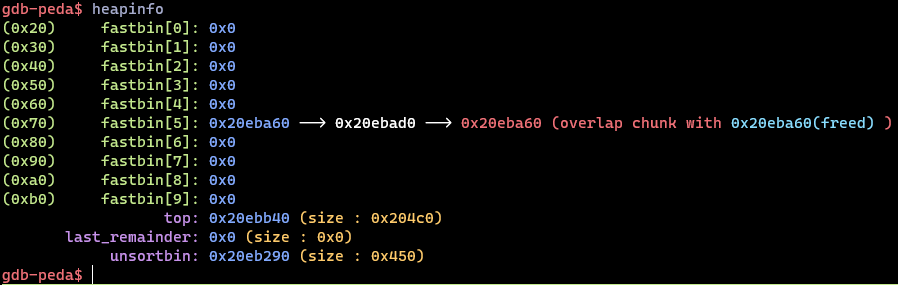 gdb-peda$ heapinfo
(0x20)     fastbin[0]: 0x0
(0x30)     fastbin[1]: 0x0
(0x40)     fastbin[2]: 0x0
(0x50)     fastbin[3]: 0x0
(0x60)     fastbin[4]: 0x0
(0x70)     fastbin[5]: 0x20eba60 --> 0x20ebad0 --> 0x20eba60 (overlap chunk with 0x20eba60(freed) )
(0x80)     fastbin[6]: 0x0
(0x90)     fastbin[7]: 0x0
(0xa0)     fastbin[8]: 0x0
(0xb0)     fastbin[9]: 0x0
                  top: 0x20ebb40 (size : 0x204c0)
       last_remainder: 0x0 (size : 0x0)
            unsortbin: 0x20eb290 (size : 0x450)
gdb-peda$